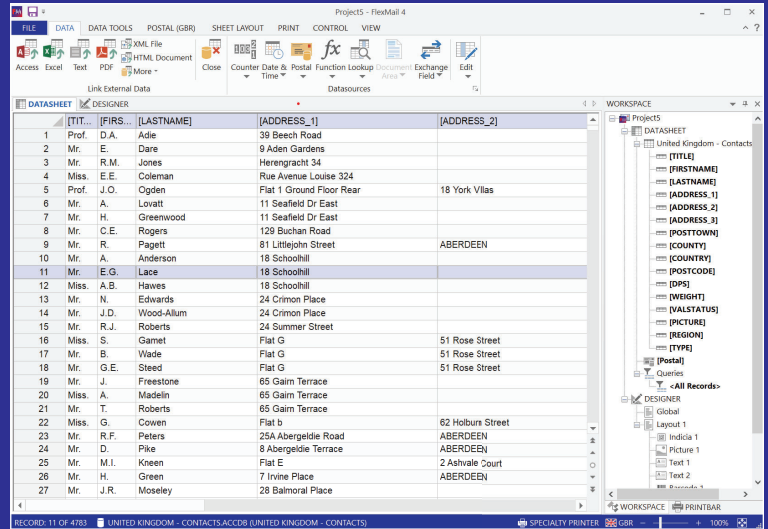 Project5 - FlexMail 4
FILE DATA DATA TOOLS POSTAL (GBR) SHEET LAYOUT PRINT CONTROL VIEW
XML File
HTML Document
More
Access Excel Text PDF Close Counter Date & Time Postal Function Lookup Document Area Exchange Field Edit
Link External Data Datasources
DATASHEET DESIGNER WORKSPACE
[TIT... [FIRS... [LASTNAME] [ADDRESS_1] [ADDRESS_2]
1 Prof. D.A. Adie 39 Beech Road
2 Mr. E. Dare 9 Aden Gardens
3 Mr. R.M. Jones Herengracht 34
4 Miss. E.E. Coleman Rue Avenue Louise 324
5 Prof. J.O. Ogden Flat 1 Ground Floor Rear 18 York Vllas
6 Mr. A. Lovatt 11 Seafield Dr East
7 Mr. H. Greenwood 11 Seafield Dr East
8 Mr. C.E. Rogers 129 Buchan Road
9 Mr. R. Pagett 81 Littlejohn Street ABERDEEN
10 Mr. A. Anderson 18 Schoolhill
11 Mr. E.G. Lace 18 Schoolhill
12 Miss. A.B. Hawes 18 Schoolhill
13 Mr. N. Edwards 24 Crimon Place
14 Mr. J.D. Wood-Allum 24 Crimon Place
15 Mr. R.J. Roberts 24 Summer Street
16 Miss. S. Gamet Flat G 51 Rose Street
17 Mr. B. Wade Flat G 51 Rose Street
18 Mr. G.E. Steed Flat G 51 Rose Street
19 Mr. J. Freestone 65 Gairn Terrace
20 Miss. A. Madelin 65 Gairn Terrace
21 Mr. T. Roberts 65 Gairn Terrace
22 Miss. G. Cowen Flat b 62 Holburn Street
23 Mr. R.F. Peters 25A Abergeldie Road ABERDEEN
24 Mr. D. Pike 8 Abergeldie Terrace ABERDEEN
25 Mr. M.I. Kneen Flat E 2 Ashvale Court
26 Mr. H. Green 7 Irvine Place ABERDEEN
27 Mr. J.R. Moseley 28 Balmoral Place
Project5
DATASHEET
United Kingdom - Contacts
[TITLE]
[FIRSTNAME]
[LASTNAME]
[ADDRESS_1]
[ADDRESS_2]
[ADDRESS_3]
[POSTTOWN]
[COUNTY]
[COUNTRY]
[POSTCODE]
[DPS]
[WEIGHT]
[VALSTATUS]
[PICTURE]
[REGION]
[TYPE]
[Postal]
Queries
<All Records>
DESIGNER
Global
Layout 1
Indicia 1
Picture 1
Text 1
Text 2
Barcode 1
WORKSPACE PRINTBAR
RECORD: 11 OF 4783 UNITED KINGDOM - CONTACTS.ACCDB (UNITED KINGDOM - CONTACTS) SPECIALTY PRINTER GBR - + 100%